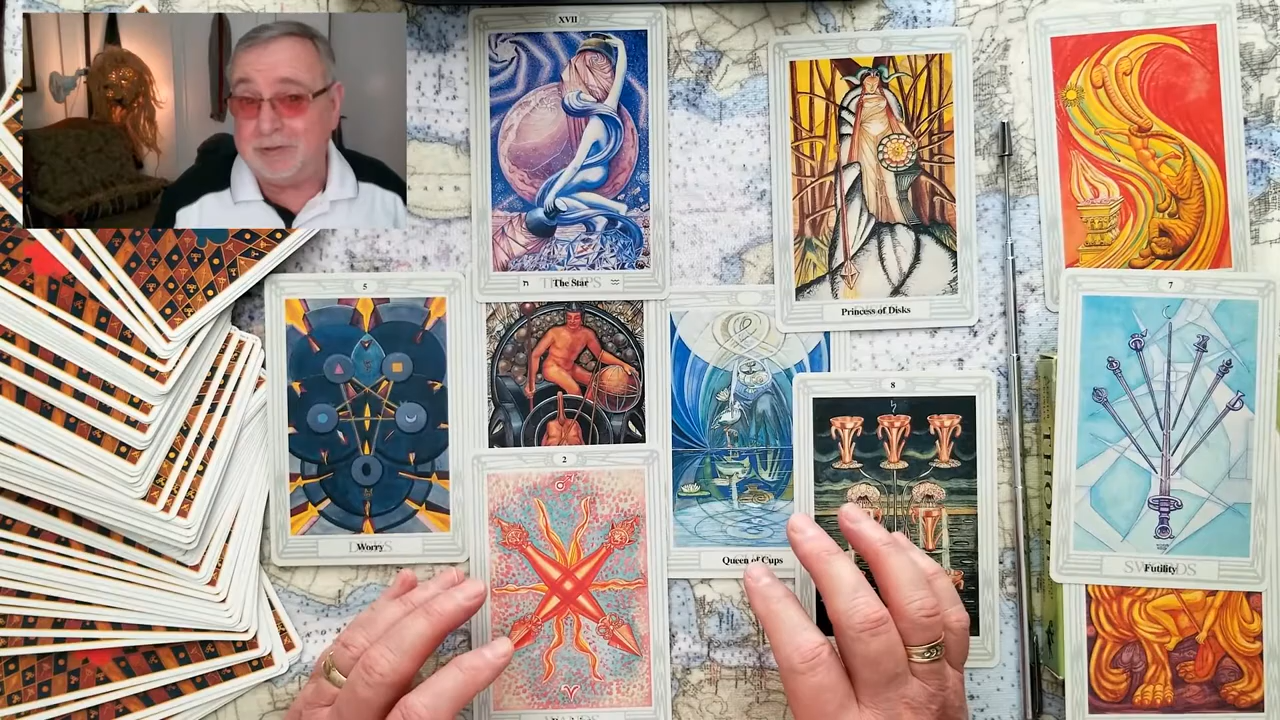 XVII
The Star
Princess of Disks
5
Worry
2
Queen of Cups
8
7
Futility